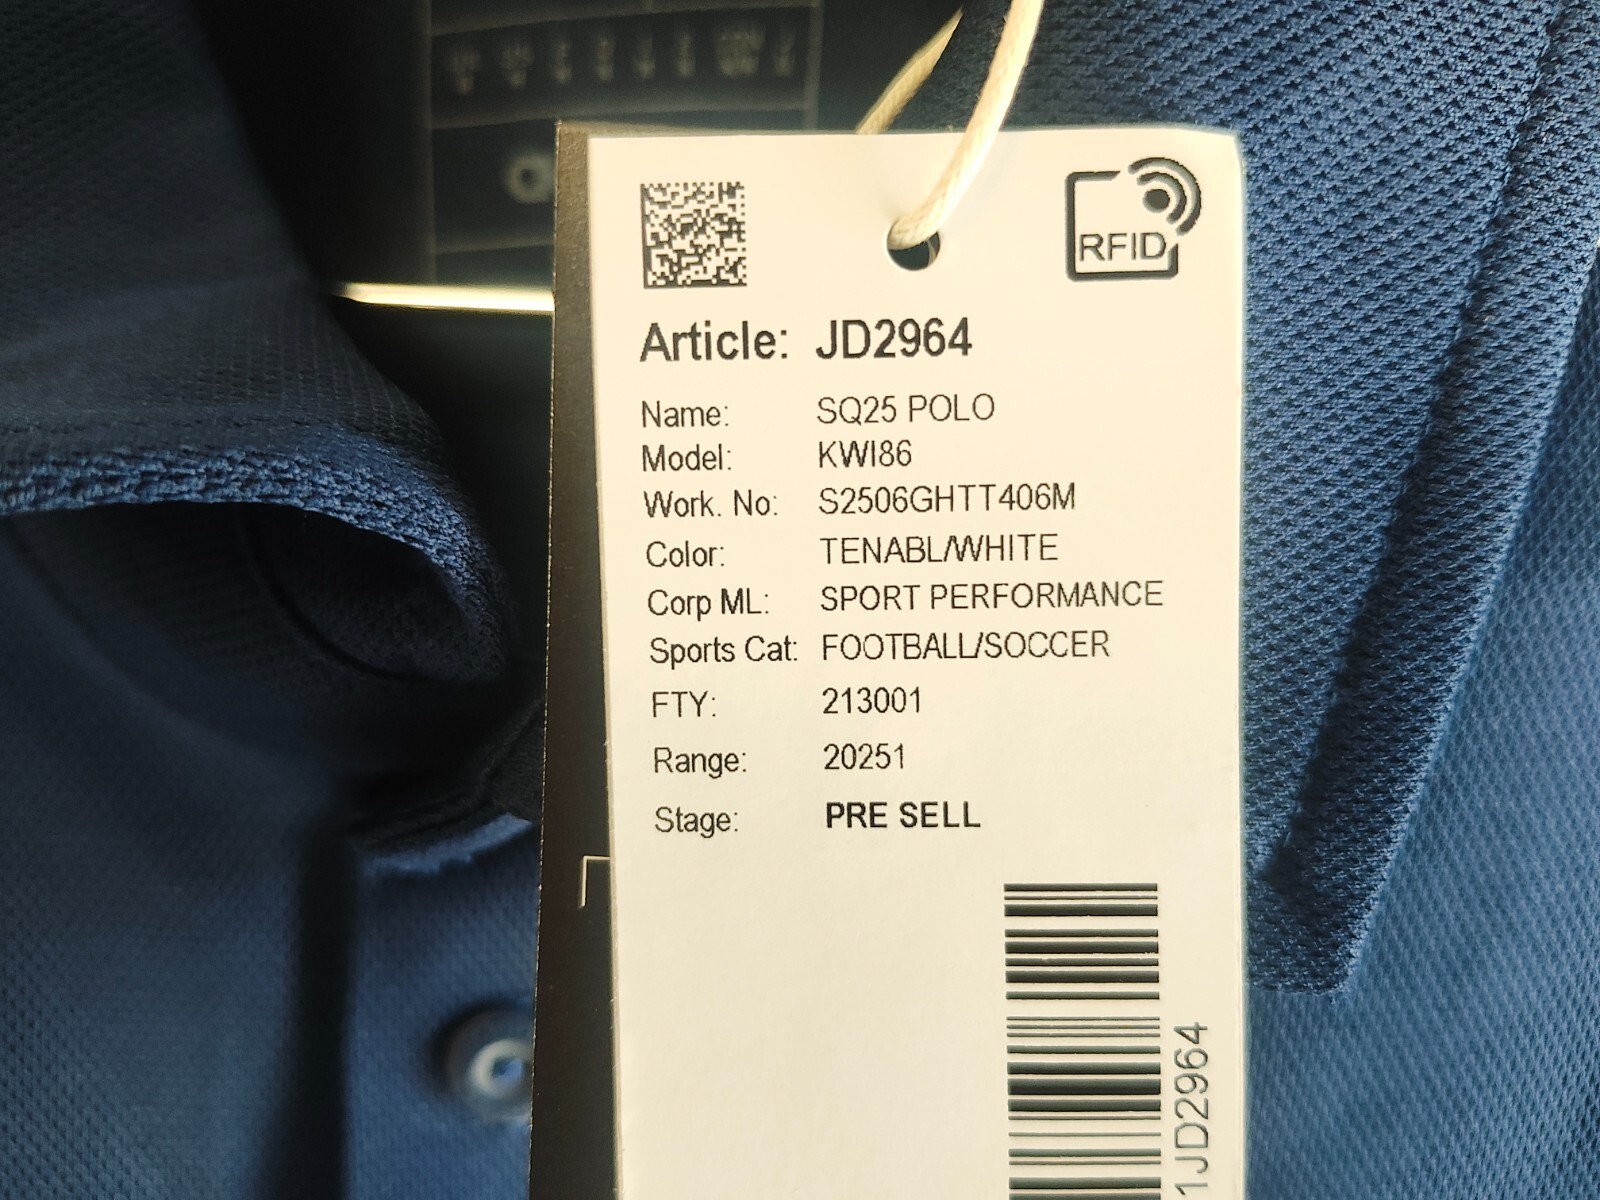 RFID
Article: JD2964
Name: SQ25 POLO
Model: KWI86
Work. No: S2506GHTT406M
Color: TENABL/WHITE
Corp ML: SPORT PERFORMANCE
Sports Cat: FOOTBALL/SOCCER
FTY: 213001
Range: 20251
Stage: PRE SELL
1JD2964